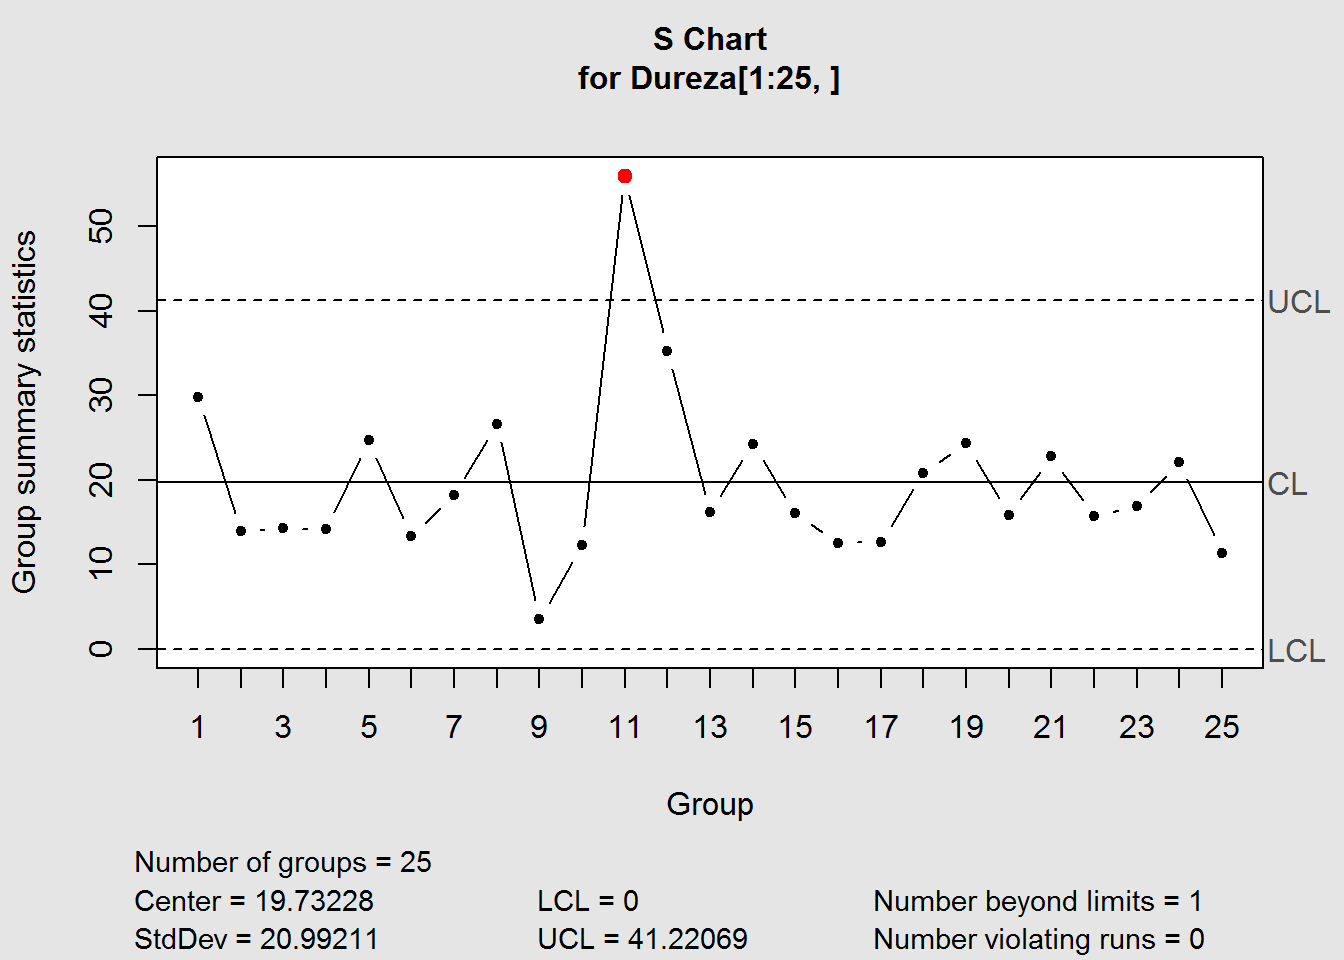 S Chart
for Dureza[1:25, ]
Group summary statistics
50
40
30
20
10
0
UCL
CL
LCL
1 3 5 7 9 11 13 15 17 19 21 23 25
Group
Number of groups = 25
Center = 19.73228 LCL = 0 Number beyond limits = 1
StdDev = 20.99211 UCL = 41.22069 Number violating runs = 0